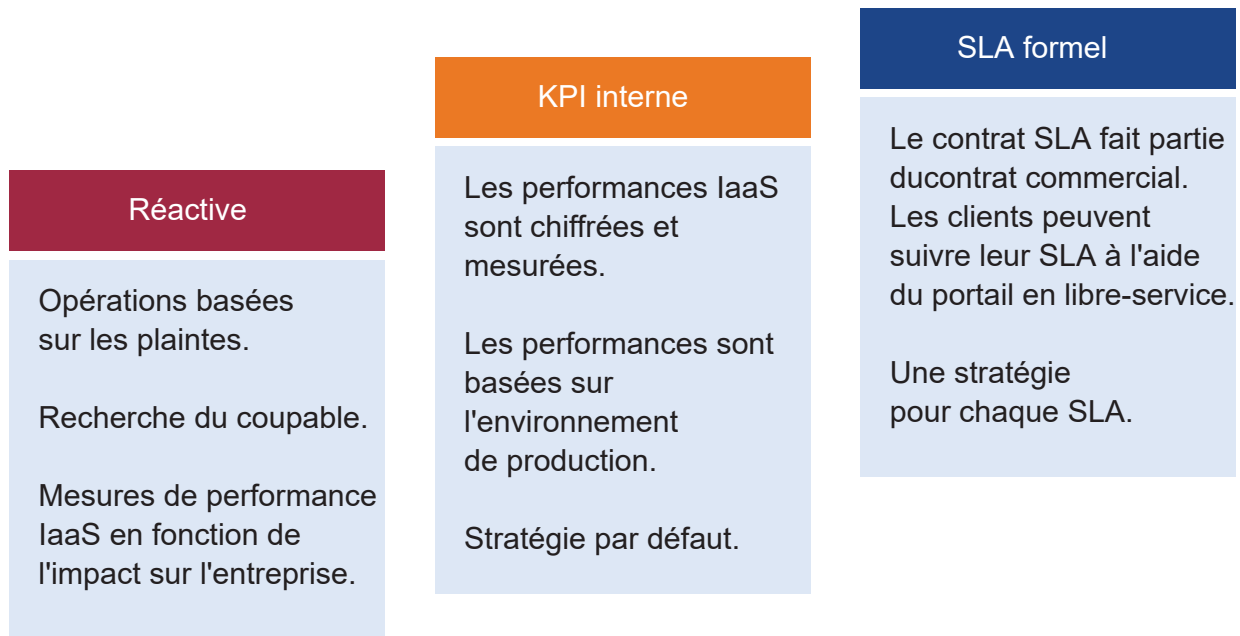 Réactive
Opérations basées
sur les plaintes.
Recherche du coupable.
Mesures de performance
IaaS en fonction de
l'impact sur l'entreprise.
KPI interne
Les performances IaaS
sont chiffrées et
mesurées.
Les performances sont
basées sur
l'environnement
de production.
Stratégie par défaut.
SLA formel
Le contrat SLA fait partie
ducontrat commercial.
Les clients peuvent
suivre leur SLA à l'aide
du portail en libre-service.
Une stratégie
pour chaque SLA.